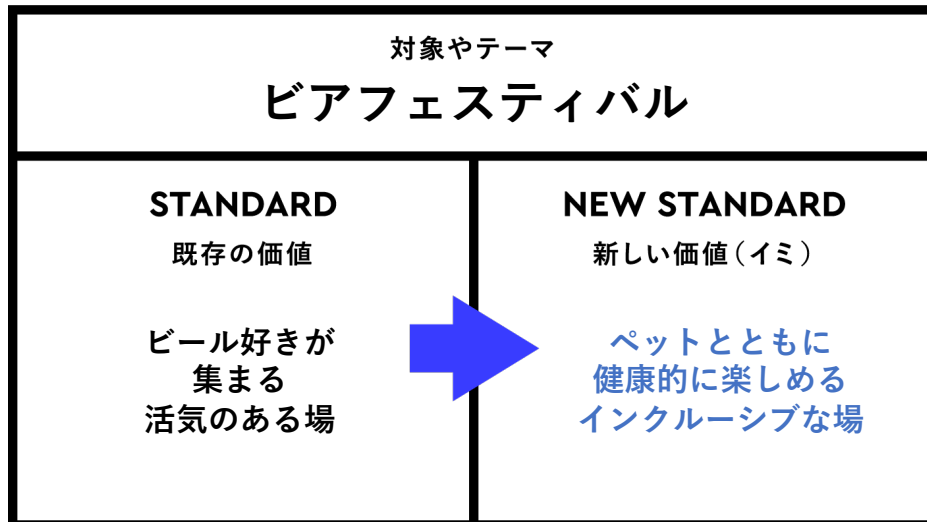 対象やテーマ
ビアフェスティバル
STANDARD
既存の価値
ビール好きが
集まる
活気のある場
NEW STANDARD
新しい価値（イミ）
ペットとともに
健康的に楽しめる
インクルーシブな場